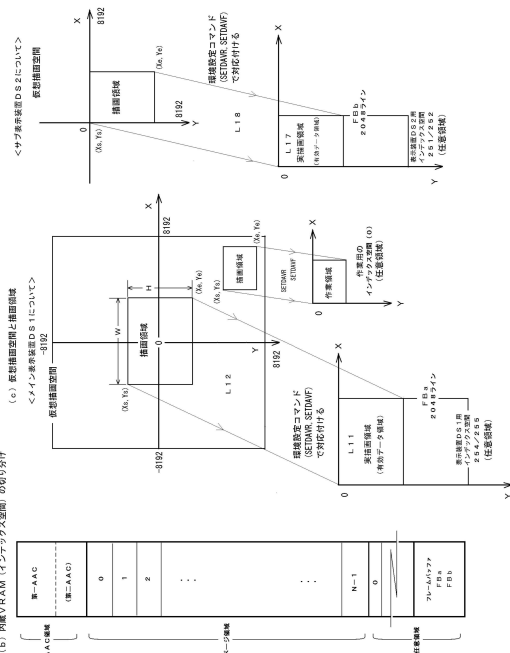 (b) 内蔵VRAM(インデックス空間)の切り分け
AAC領域
第一AAC
(第二AAC)
ページ領域
0
1
2
N-1
任意領域
0
フレームバッファ
FBa
FBb
(c) 仮想描画空間と描画領域
<メイン表示装置DS1について>
仮想描画空間
-8192
-8192
X
8192
W
H
(Xs,Ys)
描画領域
0
(Xe,Ye)
Y
8192
L12
(Xs,Ys)
描画領域
(Xe,Ye)
SETDAVR
SETDAVF
0
X
作業領域
Y
作業用の
インデックス空間(0)
(任意領域)
環境設定コマンド
(SETDAVR,SETDAVF)
で対応付ける
0
X
L11
実描画領域
(有効データ領域)
FBa
2048ライン
表示装置DS1用
インデックス空間
254/255
(任意領域)
Y
<サブ表示装置DS2について>
仮想描画空間
X
8192
0
(Xs,Ys)
描画領域
(Xe,Ye)
Y
8192
L18
環境設定コマンド
(SETDAVR,SETDAVF)
で対応付ける
0
X
L17
実描画領域
(有効データ領域)
FBb
2048ライン
表示装置DS2用
インデックス空間
251/252
(任意領域)
Y